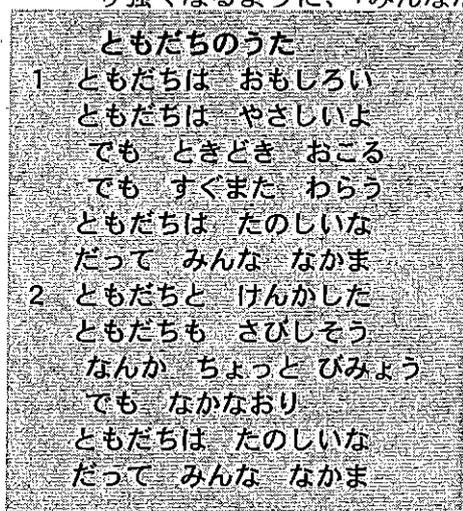 ともだちのうた
1 ともだちは おもしろい
ともだちは やさしいよ
でも ときどき おこる
でも すぐまた わらう
ともだちは たのしいな
だって みんな なかま
2 ともだちと けんかした
ともだちも さびしそう
なんか ちょっと びみょう
でも なかなおり
ともだちは たのしいな
だって みんな なかま